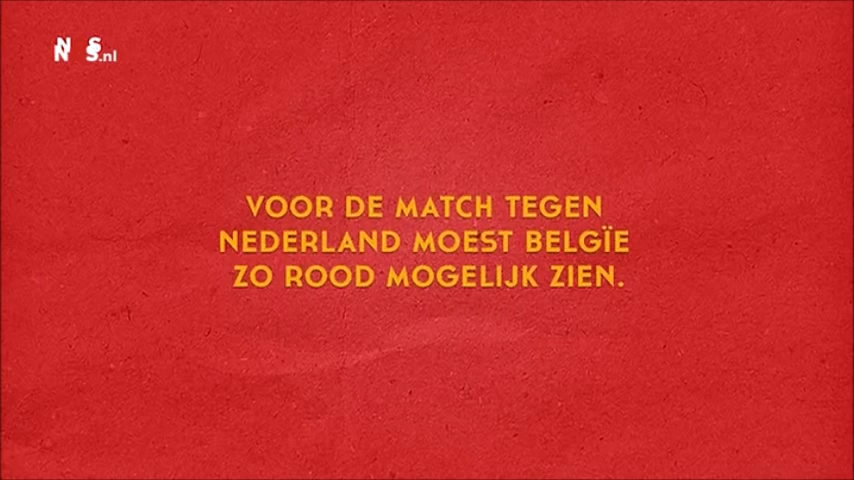 NOS.nl
VOOR DE MATCH TEGEN
NEDERLAND MOEST BELGÏE
ZO ROOD MOGELIJK ZIEN.